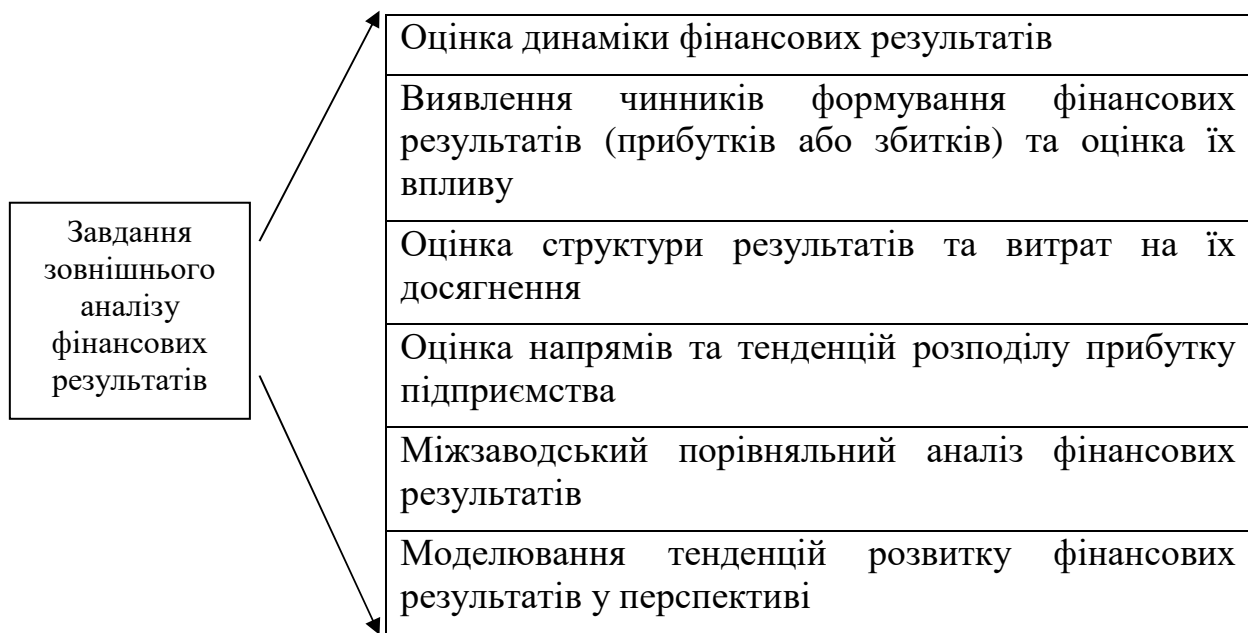 Завдання
зовнішнього
аналізу
фінансових
результатів
Оцінка динаміки фінансових результатів
Виявлення чинників формування фінансових
результатів (прибутків або збитків) та оцінка їх
впливу
Оцінка структури результатів та витрат на їх
досягнення
Оцінка напрямів та тенденцій розподілу прибутку
підприємства
Міжзаводський порівняльний аналіз фінансових
результатів
Моделювання тенденцій розвитку фінансових
результатів у перспективі